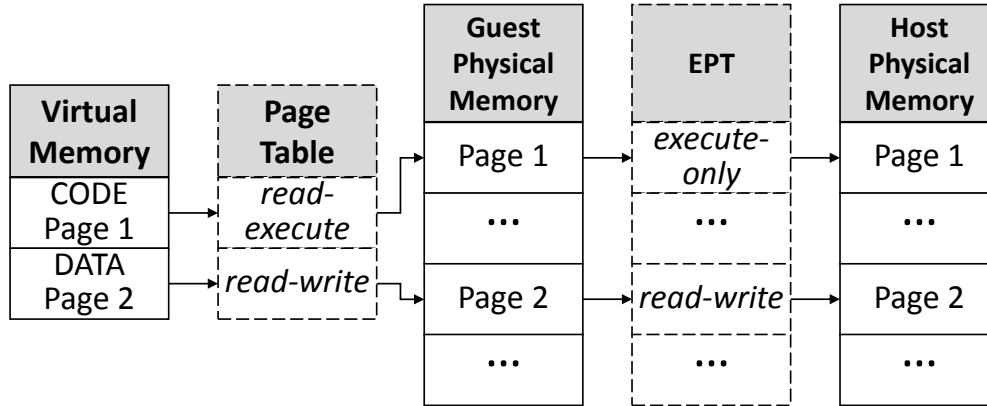 Virtual
Memory
CODE
Page 1
DATA
Page 2
Page
Table
read-
execute
read-write
Guest
Physical
Memory
Page 1
...
Page 2
...
EPT
execute-
only
...
read-write
...
Host
Physical
Memory
Page 1
...
Page 2
...